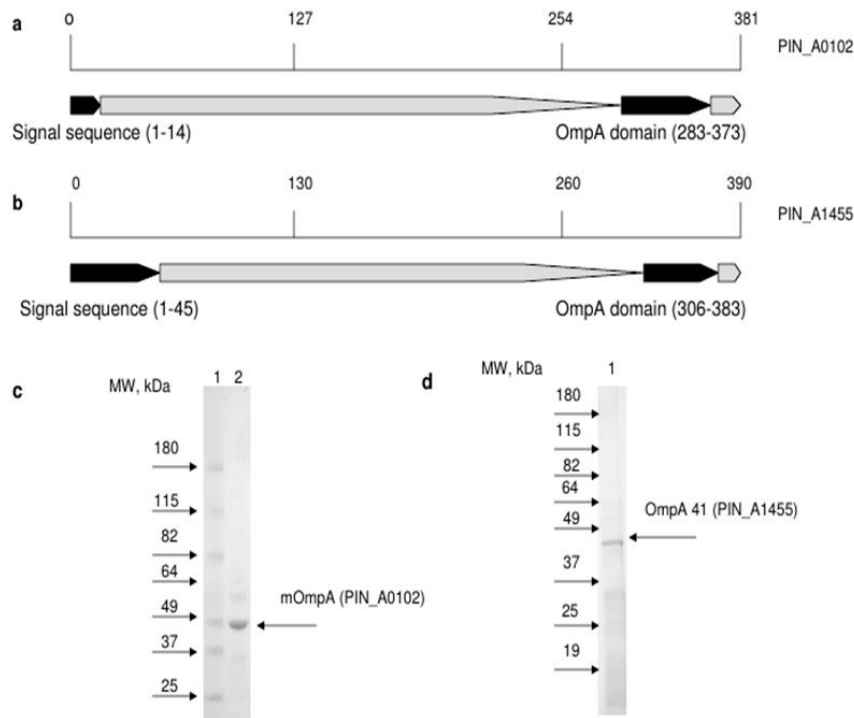 a
0 127 254 381
PIN_A0102
Signal sequence (1-14) OmpA domain (283-373)
b
0 130 260 390
PIN_A1455
Signal sequence (1-45) OmpA domain (306-383)
c
MW, kDa 1 2
180
115
82
64
49
mOmpA (PIN_A0102)
37
25
d
MW, kDa 1
180
115
82
64
OmpA 41 (PIN_A1455)
49
37
25
19